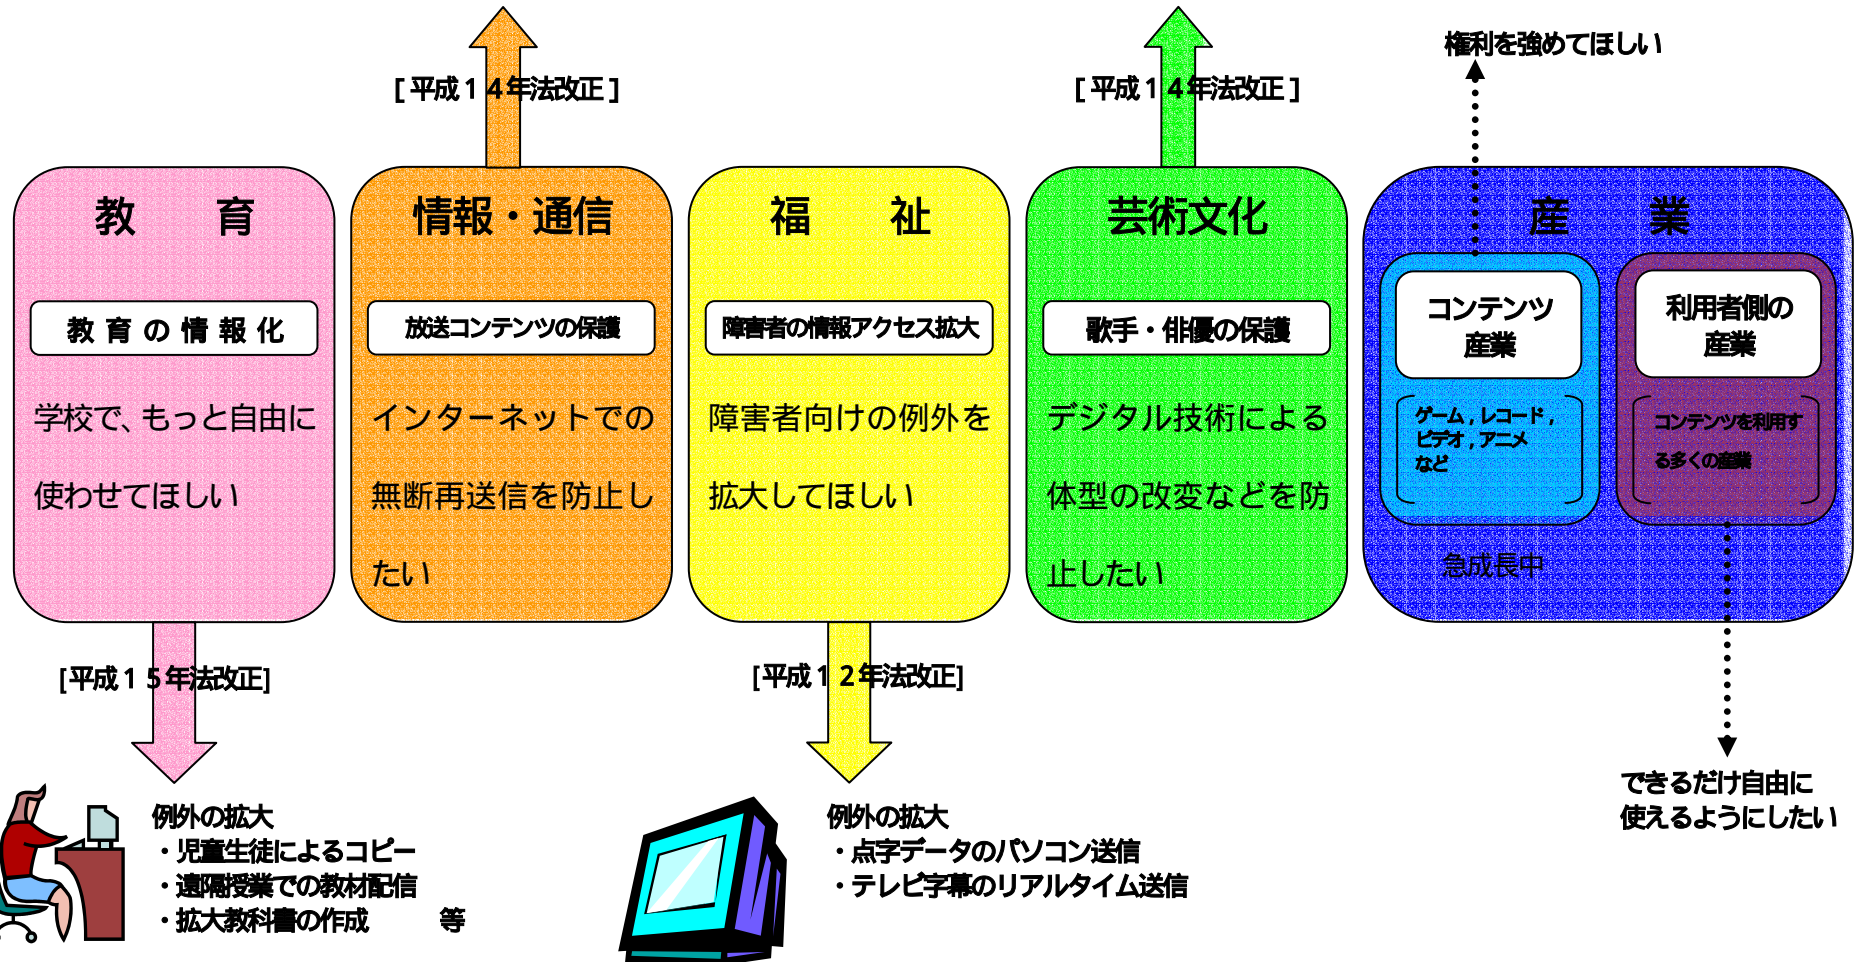 権利を強めてほしい
[平成14年法改正]
[平成14年法改正]
教　育
情報・通信
福　祉
芸術文化
産　業
教育の情報化
放送コンテンツの保護
障害者の情報アクセス拡大
歌手・俳優の保護
コンテンツ
産業
利用者側の
産業
学校で、もっと自由に
使わせてほしい
インターネットでの
無断再送信を防止し
たい
障害者向けの例外を
拡大してほしい
デジタル技術による
体型の改変などを防
止したい
ゲーム，レコード，
ビデオ，アニメ
など
コンテンツを利用す
る多くの産業
急成長中
[平成15年法改正]
[平成12年法改正]
例外の拡大
・児童生徒によるコピー
・遠隔授業での教材配信
・拡大教科書の作成　　等
例外の拡大
・点字データのパソコン送信
・テレビ字幕のリアルタイム送信
できるだけ自由に
使えるようにしたい